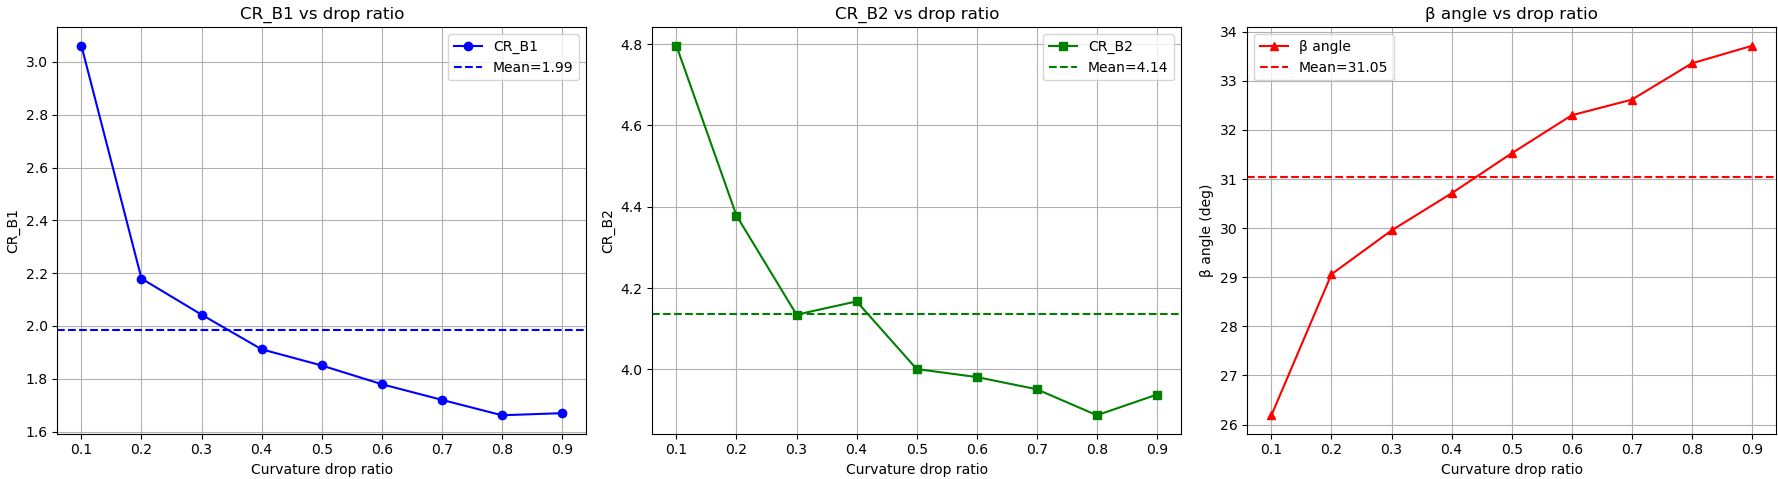 CR_B1 vs drop ratio
CR_B1
Mean=1.99
3.0
2.8
2.6
2.4
2.2
2.0
1.8
1.6
CR_B1
0.1 0.2 0.3 0.4 0.5 0.6 0.7 0.8 0.9
Curvature drop ratio
CR_B2 vs drop ratio
CR_B2
Mean=4.14
4.8
4.6
4.4
4.2
4.0
CR_B2
0.1 0.2 0.3 0.4 0.5 0.6 0.7 0.8 0.9
Curvature drop ratio
β angle vs drop ratio
β angle
Mean=31.05
34
33
32
31
30
29
28
27
26
β angle (deg)
0.1 0.2 0.3 0.4 0.5 0.6 0.7 0.8 0.9
Curvature drop ratio